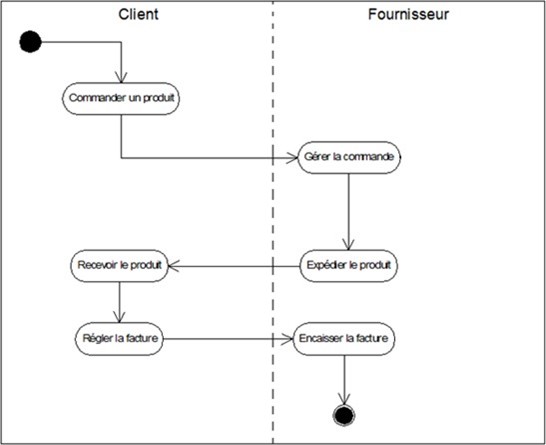 Client
Fournisseur
Commander un produit
Gérer la commande
Expédier le produit
Recevoir le produit
Régler la facture
Encaisser la facture